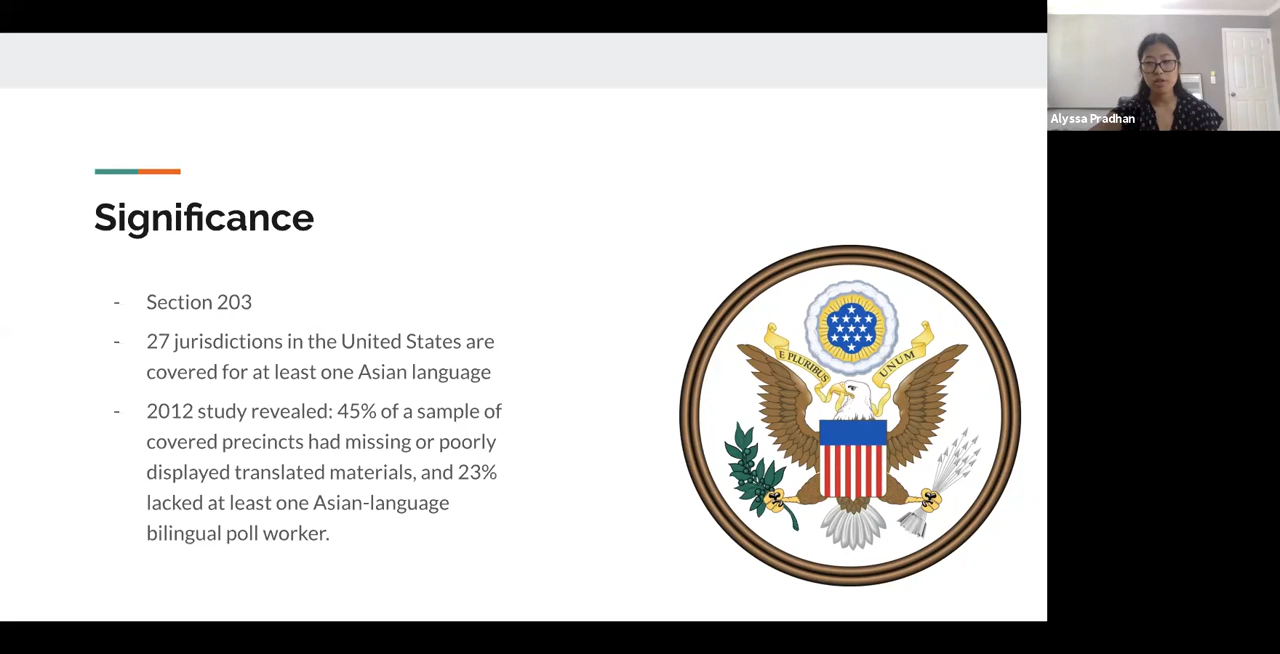 Alyssa Pradhan
Significance
- Section 203
- 27 jurisdictions in the United States are
covered for at least one Asian language
- 2012 study revealed: 45% of a sample of
covered precincts had missing or poorly
displayed translated materials, and 23%
lacked at least one Asian-language
bilingual poll worker.
E PLURIBUS UNUM